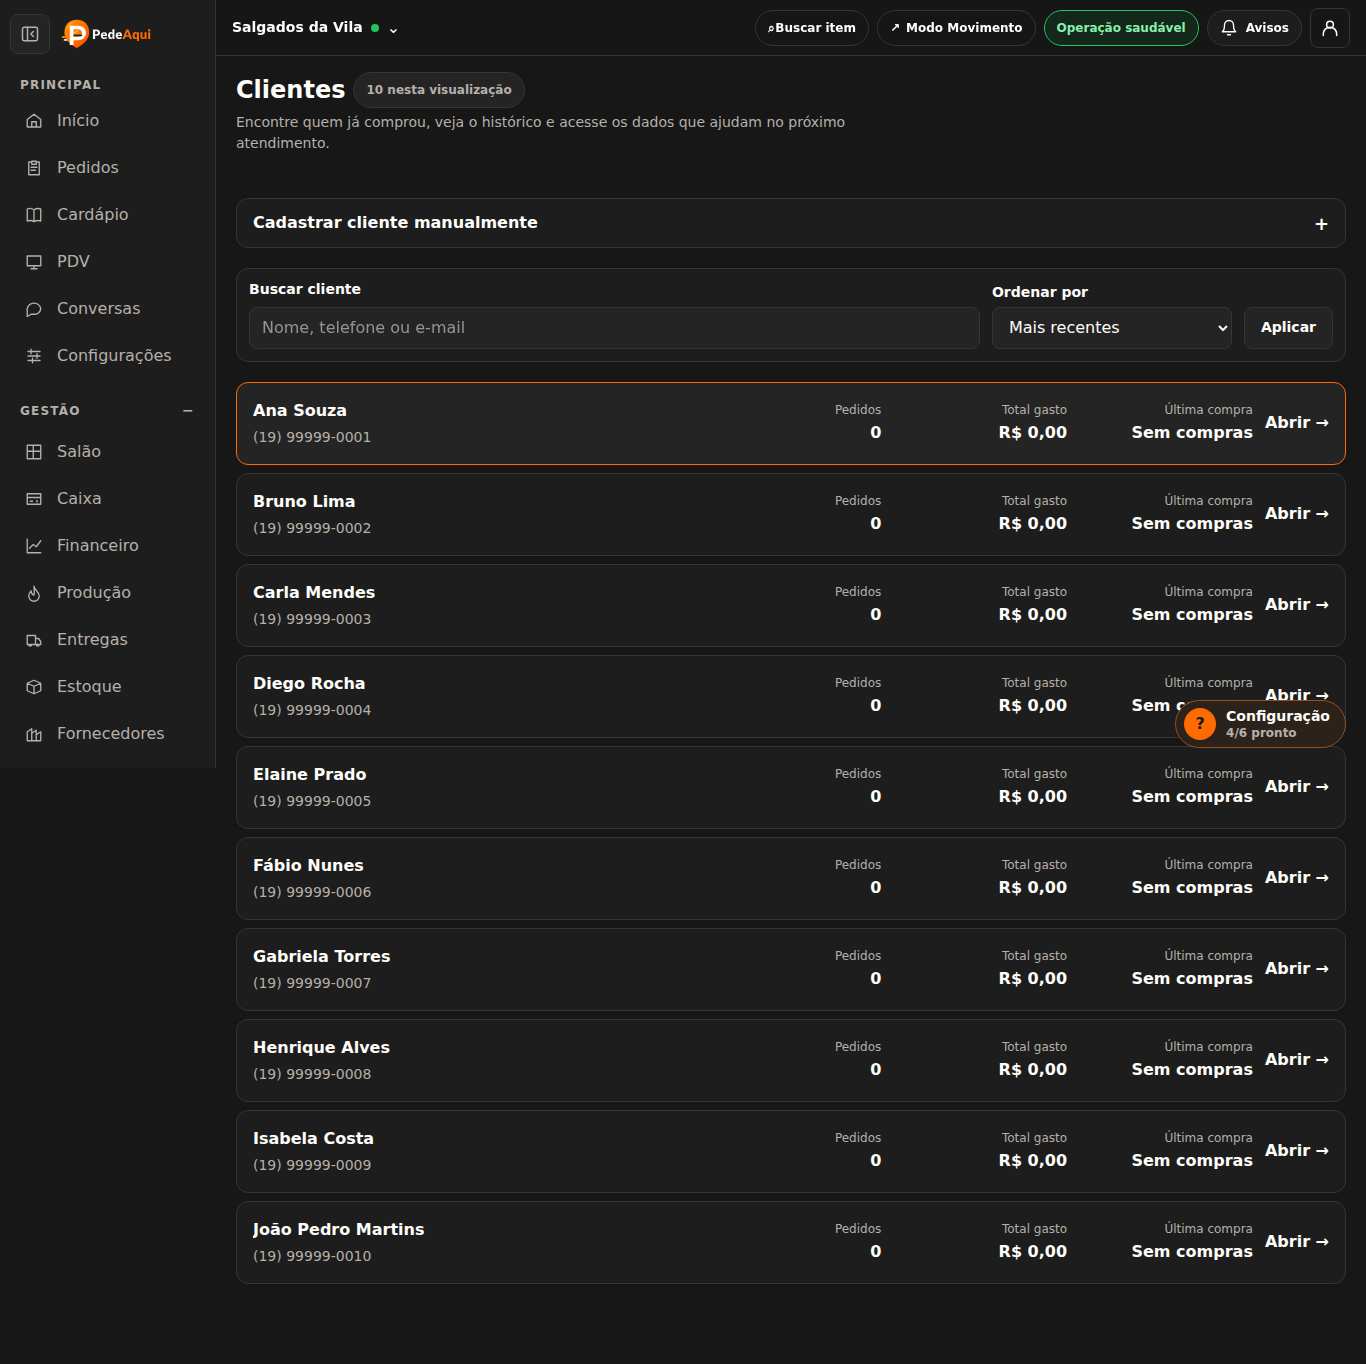 PedeAqui
PRINCIPAL
Início
Pedidos
Cardápio
PDV
Conversas
Configurações
GESTÃO −
Salão
Caixa
Financeiro
Produção
Entregas
Estoque
Fornecedores
Salgados da Vila
Buscar item
↗ Modo Movimento
Operação saudável
Avisos
Clientes 10 nesta visualização
Encontre quem já comprou, veja o histórico e acesse os dados que ajudam no próximo
atendimento.
Cadastrar cliente manualmente +
Buscar cliente
Nome, telefone ou e-mail
Ordenar por
Mais recentes
Aplicar
Ana Souza
(19) 99999-0001
Pedidos
0
Total gasto
R$ 0,00
Última compra
Sem compras
Abrir →
Bruno Lima
(19) 99999-0002
Pedidos
0
Total gasto
R$ 0,00
Última compra
Sem compras
Abrir →
Carla Mendes
(19) 99999-0003
Pedidos
0
Total gasto
R$ 0,00
Última compra
Sem compras
Abrir →
Diego Rocha
(19) 99999-0004
Pedidos
0
Total gasto
R$ 0,00
Última compra
Sem
Abrir →
?
Configuração
4/6 pronto
Elaine Prado
(19) 99999-0005
Pedidos
0
Total gasto
R$ 0,00
Última compra
Sem compras
Abrir →
Fábio Nunes
(19) 99999-0006
Pedidos
0
Total gasto
R$ 0,00
Última compra
Sem compras
Abrir →
Gabriela Torres
(19) 99999-0007
Pedidos
0
Total gasto
R$ 0,00
Última compra
Sem compras
Abrir →
Henrique Alves
(19) 99999-0008
Pedidos
0
Total gasto
R$ 0,00
Última compra
Sem compras
Abrir →
Isabela Costa
(19) 99999-0009
Pedidos
0
Total gasto
R$ 0,00
Última compra
Sem compras
Abrir →
João Pedro Martins
(19) 99999-0010
Pedidos
0
Total gasto
R$ 0,00
Última compra
Sem compras
Abrir →